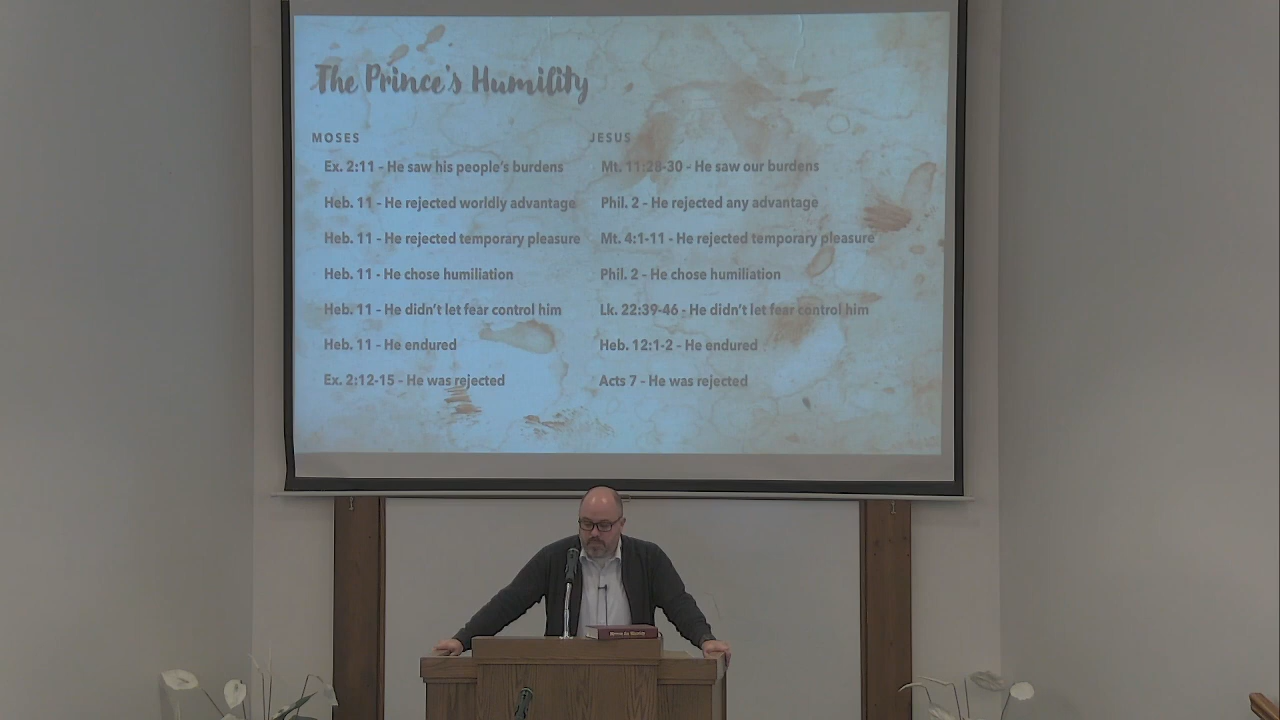 The Prince's Humility
MOSES
Ex. 2:11 - He saw his people's burdens
Heb. 11 - He rejected worldly advantage
Heb. 11 - He rejected temporary pleasure
Heb. 11 - He chose humiliation
Heb. 11 - He didn't let fear control him
Heb. 11 - He endured
Ex. 2:12-15 - He was rejected
JESUS
Mt. 11:28-30 - He saw our burdens
Phil. 2 - He rejected any advantage
Mt. 4:1-11 - He rejected temporary pleasure
Phil. 2 - He chose humiliation
Lk. 22:39-46 - He didn't let fear control him
Heb. 12:1-2 - He endured
Acts 7 - He was rejected